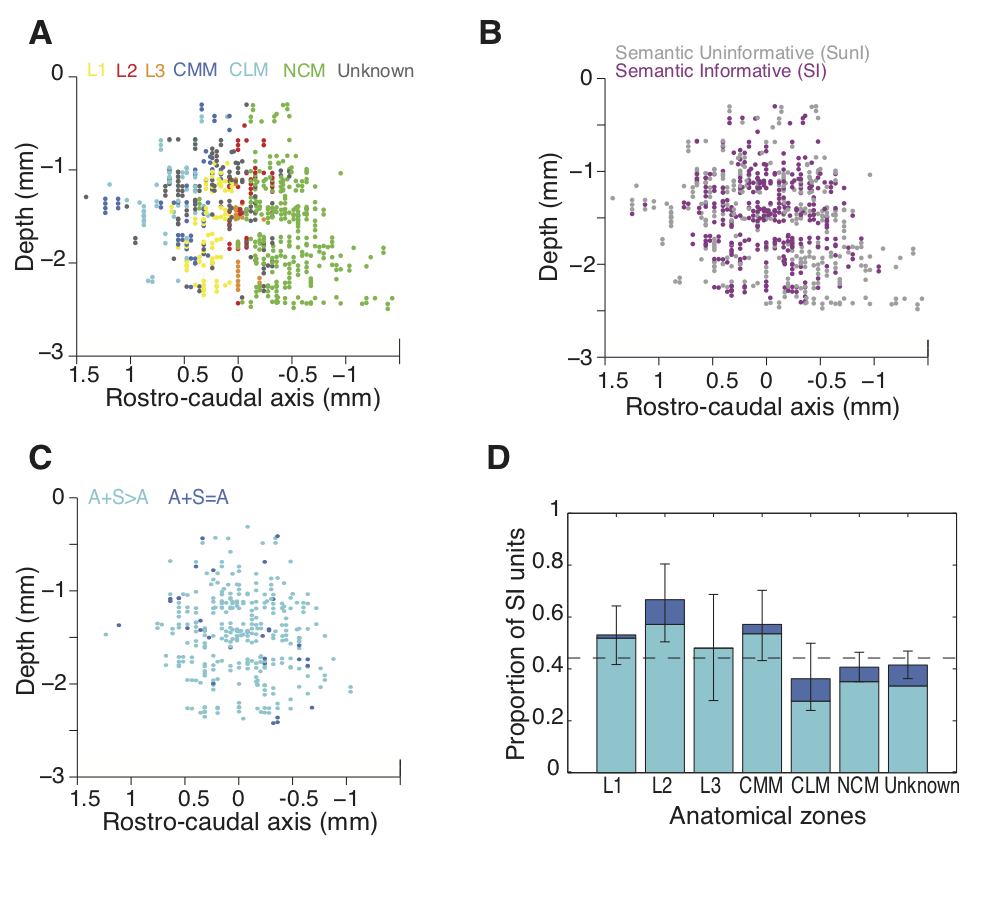 A
L1 L2 L3 CMM CLM NCM Unknown
0
−1
−2
−3
Depth (mm)
1.5 1 0.5 0 -0.5 −1
Rostro-caudal axis (mm)
B
Semantic Uninformative (SunI)
Semantic Informative (SI)
0
−1
−2
−3
Depth (mm)
1.5 1 0.5 0 -0.5 −1
Rostro-caudal axis (mm)
C
A+S>A A+S=A
0
−1
−2
−3
Depth (mm)
1.5 1 0.5 0 -0.5 −1
Rostro-caudal axis (mm)
D
1
0.8
0.6
0.4
0.2
0
Proportion of SI units
L1 L2 L3 CMM CLM NCM Unknown
Anatomical zones